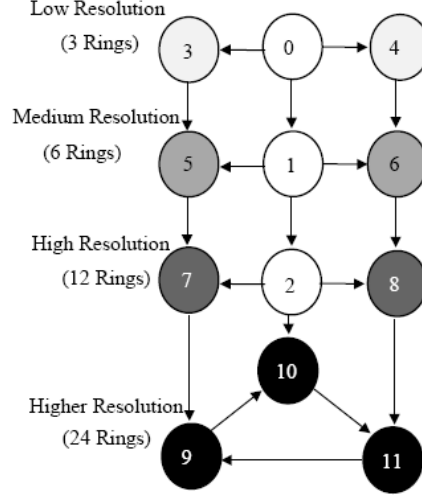 Low Resolution
(3 Rings)
3
0
4
Medium Resolution
(6 Rings)
5
1
6
High Resolution
(12 Rings)
7
2
8
10
Higher Resolution
(24 Rings)
9
11